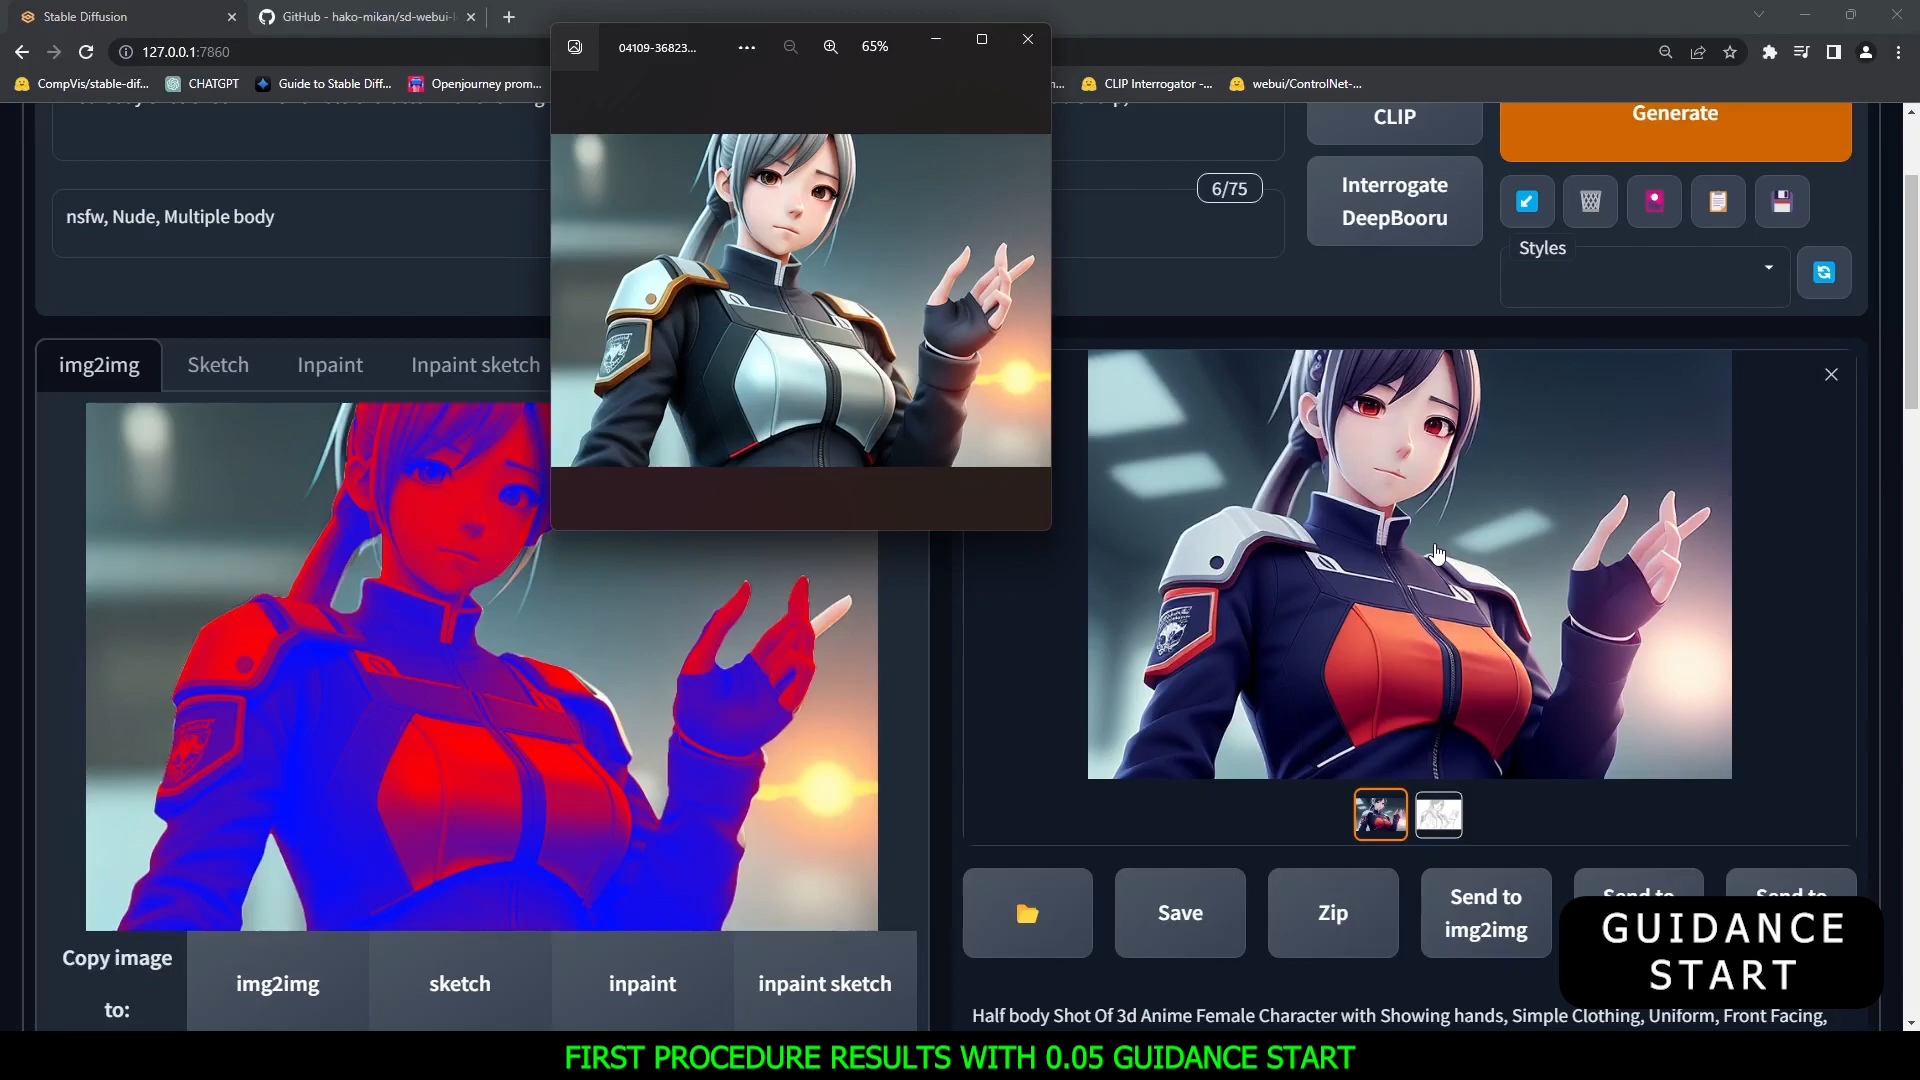 Stable Diffusion
GitHub - hako-mikan/sd-webui-l
04109-36823...
65%
127.0.0.1:7860
CompVis/stable-dif...
CHATGPT
Guide to Stable Diff...
Openjourney prom...
CLIP Interrogator -...
webui/ControlNet-...
CLIP
Generate
Interrogate
DeepBooru
6/75
nsfw, Nude, Multiple body
Styles
img2img
Sketch
Inpaint
Inpaint sketch
Copy image
to:
img2img
sketch
inpaint
inpaint sketch
Save
Zip
Send to
img2img
Send to
Send to
GUIDANCE
START
Half body Shot Of 3d Anime Female Character with Showing hands, Simple Clothing, Uniform, Front Facing,
FIRST PROCEDURE RESULTS WITH 0.05 GUIDANCE START